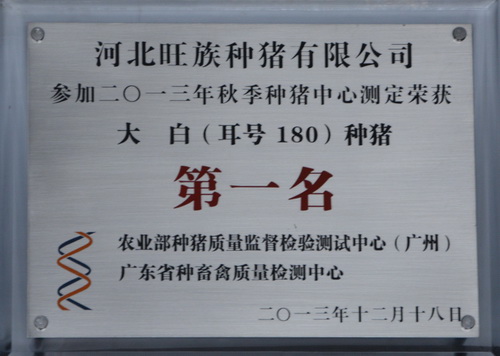 河北旺族种猪有限公司
参加二〇一三年秋季种猪中心测定荣获
大 白（耳号 180）种猪
第一名
农业部种猪质量监督检验测试中心（广州）
广东省种畜禽质量检测中心
二〇一三年十二月十八日